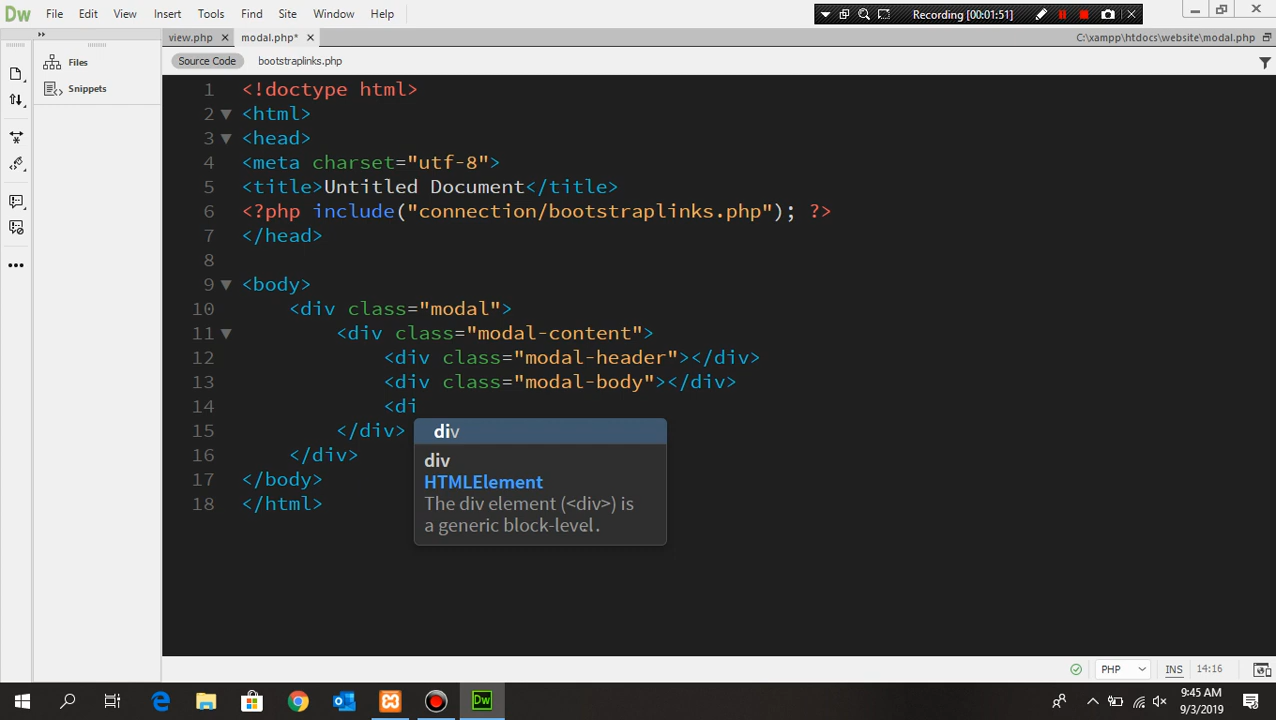 Dw File Edit View Insert Tools Find Site Window Help
Recording [00:01:51]
view.php modal.php*
C:\xampp\htdocs\website\modal.php
Files
Snippets
Source Code bootstraplinks.php
1 <!doctype html>
2 <html>
3 <head>
4 <meta charset="utf-8">
5 <title>Untitled Document</title>
6 <?php include("connection/bootstraplinks.php"); ?>
7 </head>
8
9 <body>
10 <div class="modal">
11 <div class="modal-content">
12 <div class="modal-header"></div>
13 <div class="modal-body"></div>
14 <di
15 </div>
16 </div>
17 </body>
18 </html>
div
div
HTMLElement
The div element (<div>) is
a generic block-level.
PHP INS 14:16
Dw
5:45 AM
9/3/2019